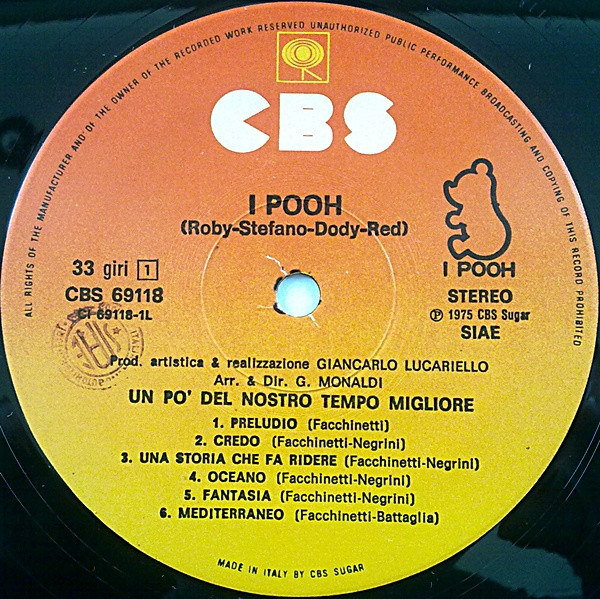 ALL RIGHTS OF THE MANUFACTURER AND OF THE OWNER OF THE RECORDED WORK RESERVED UNAUTHORIZED PUBLIC PERFORMANCE BROADCASTING AND COPYING OF THIS RECORD PROHIBITED
CBS
I POOH
(Roby-Stefano-Dody-Red)
33 giri 1
CBS 69118
CT 69118-1L
I POOH
STEREO
Ⓟ 1975 CBS Sugar
SIAE
Prod. artistica & realizzazione GIANCARLO LUCARIELLO
Arr. & Dir. G. MONALDI
UN PO' DEL NOSTRO TEMPO MIGLIORE
1. PRELUDIO (Facchinetti)
2. CREDO (Facchinetti-Negrini)
3. UNA STORIA CHE FA RIDERE (Facchinetti-Negrini)
4. OCEANO (Facchinetti-Negrini)
5. FANTASIA (Facchinetti-Negrini)
6. MEDITERRANEO (Facchinetti-Battaglia)
MADE IN ITALY BY CBS SUGAR